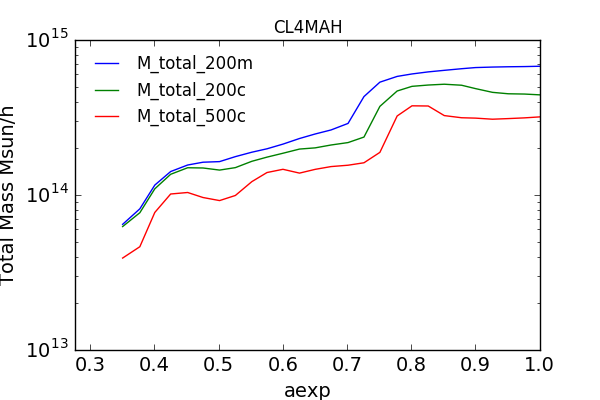 CL4MAH
10^15
M_total_200m
M_total_200c
M_total_500c
10^14
10^13
Total Mass Msun/h
0.3 0.4 0.5 0.6 0.7 0.8 0.9 1.0
aexp